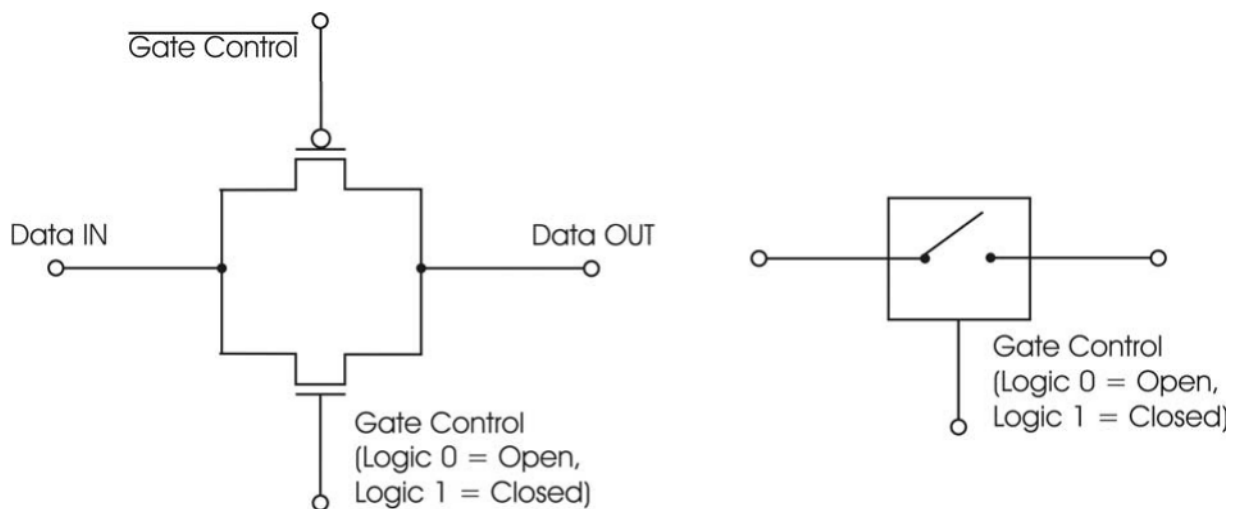 Gate Control
Data IN
Data OUT
Gate Control
(Logic 0 = Open,
Logic 1 = Closed)
Gate Control
(Logic 0 = Open,
Logic 1 = Closed)